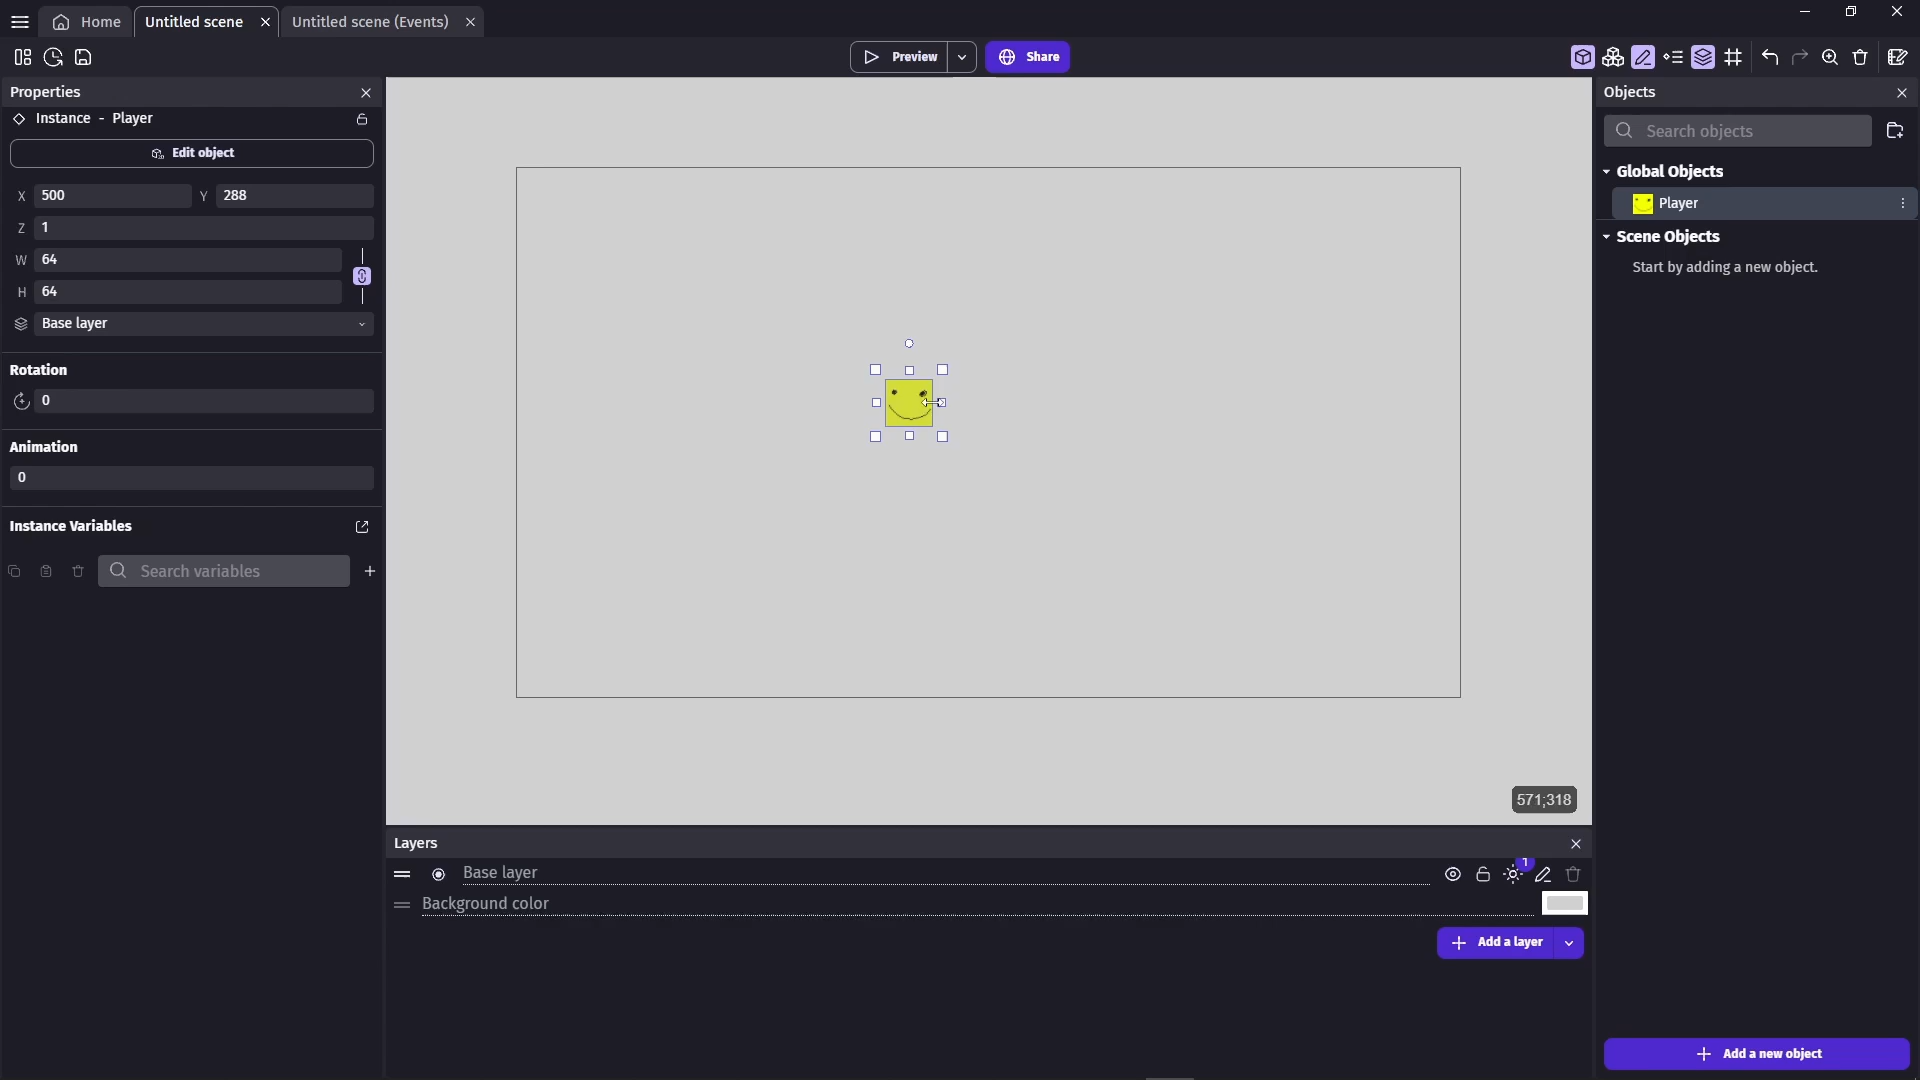 Home
Untitled scene
Untitled scene (Events)
Preview
Share
Properties
Instance - Player
Edit object
X 500 Y 288
Z 1
W 64
H 64
Base layer
Rotation
0
Animation
0
Instance Variables
Search variables
571;318
Layers
Base layer
1
Background color
Add a layer
Objects
Search objects
Global Objects
Player
Scene Objects
Start by adding a new object.
Add a new object